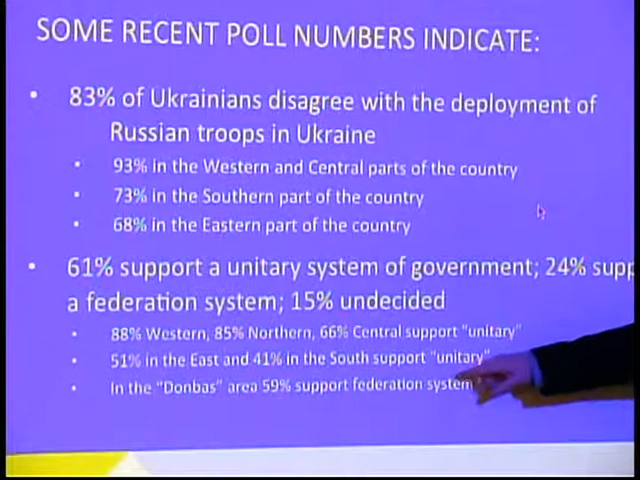 SOME RECENT POLL NUMBERS INDICATE:
• 83% of Ukrainians disagree with the deployment of
Russian troops in Ukraine
• 93% in the Western and Central parts of the country
• 73% in the Southern part of the country
• 68% in the Eastern part of the country
• 61% support a unitary system of government; 24% supp
a federation system; 15% undecided
• 88% Western, 85% Northern, 66% Central support "unitary"
• 51% in the East and 41% in the South support "unitary"
• In the "Donbas" area 59% support federation system